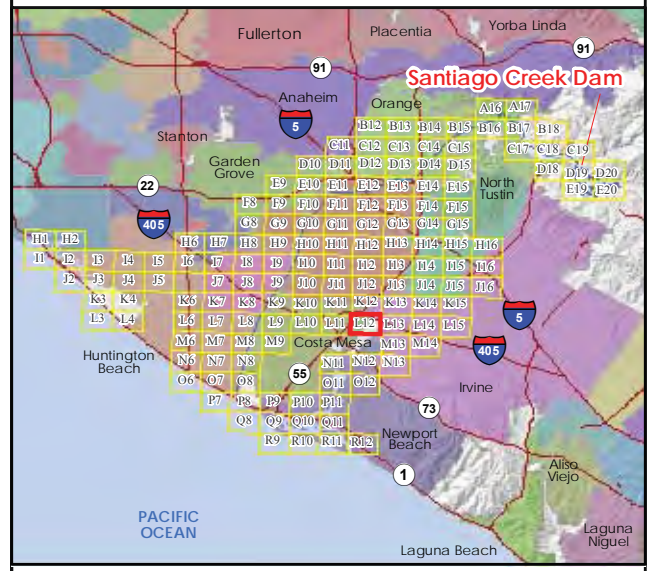 Yorba Linda
Placentia
Fullerton
91
91
Santiago Creek Dam
Anaheim
Orange
A16 A17
5
B12 B13 B14 B15 B16 B17 B18
Stanton
C11 C12 C13 C14 C15 C17 C18 C19
Garden
Grove
D10 D11 D12 D13 D14 D15 D18 D19 D20
22
E9 E10 E11 E12 E13 E14 E15 E19 E20
North
Tustin
F8 F9 F10 F11 F12 F13 F14 F15
405
G8 G9 G10 G11 G12 G13 G14 G15
H1 H2 H6 H7 H8 H9 H10 H11 H12 H13 H14 H15 H16
I1 I2 I3 I4 I5 I6 I7 I8 I9 I10 I11 I12 I13 I14 I15 I16
J2 J3 J4 J5 J7 J8 J9 J10 J11 J12 J13 J14 J15 J16
K3 K4 K6 K7 K8 K9 K10 K11 K12 K13 K14 K15
5
L3 L4 L6 L7 L8 L9 L10 L11 L12 L13 L14 L15
M6 M7 M8 M9 Costa Mesa M13 M14
405
Huntington
Beach
N6 N7 N8 N11 N12 N13
55
O6 O7 O8 O11 O12
Irvine
P7 P8 P9 P10 P11
73
Q8 Q9 Q10 Q11
Newport
Beach
R9 R10 R11 R12
1
Aliso
Viejo
PACIFIC
OCEAN
Laguna
Niguel
Laguna Beach